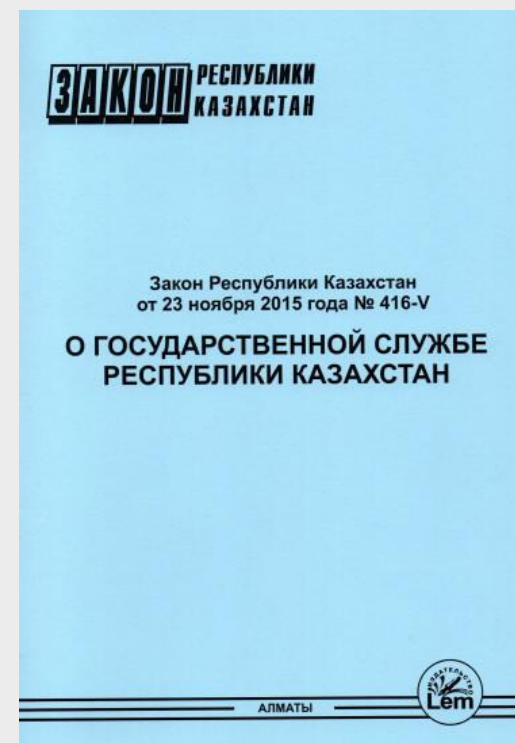 ЗАКОН РЕСПУБЛИКИ
КАЗАХСТАН
Закон Республики Казахстан
от 23 ноября 2015 года № 416-V
О ГОСУДАРСТВЕННОЙ СЛУЖБЕ
РЕСПУБЛИКИ КАЗАХСТАН
ИЗДАТЕЛЬСТВО
Lem
АЛМАТЫ